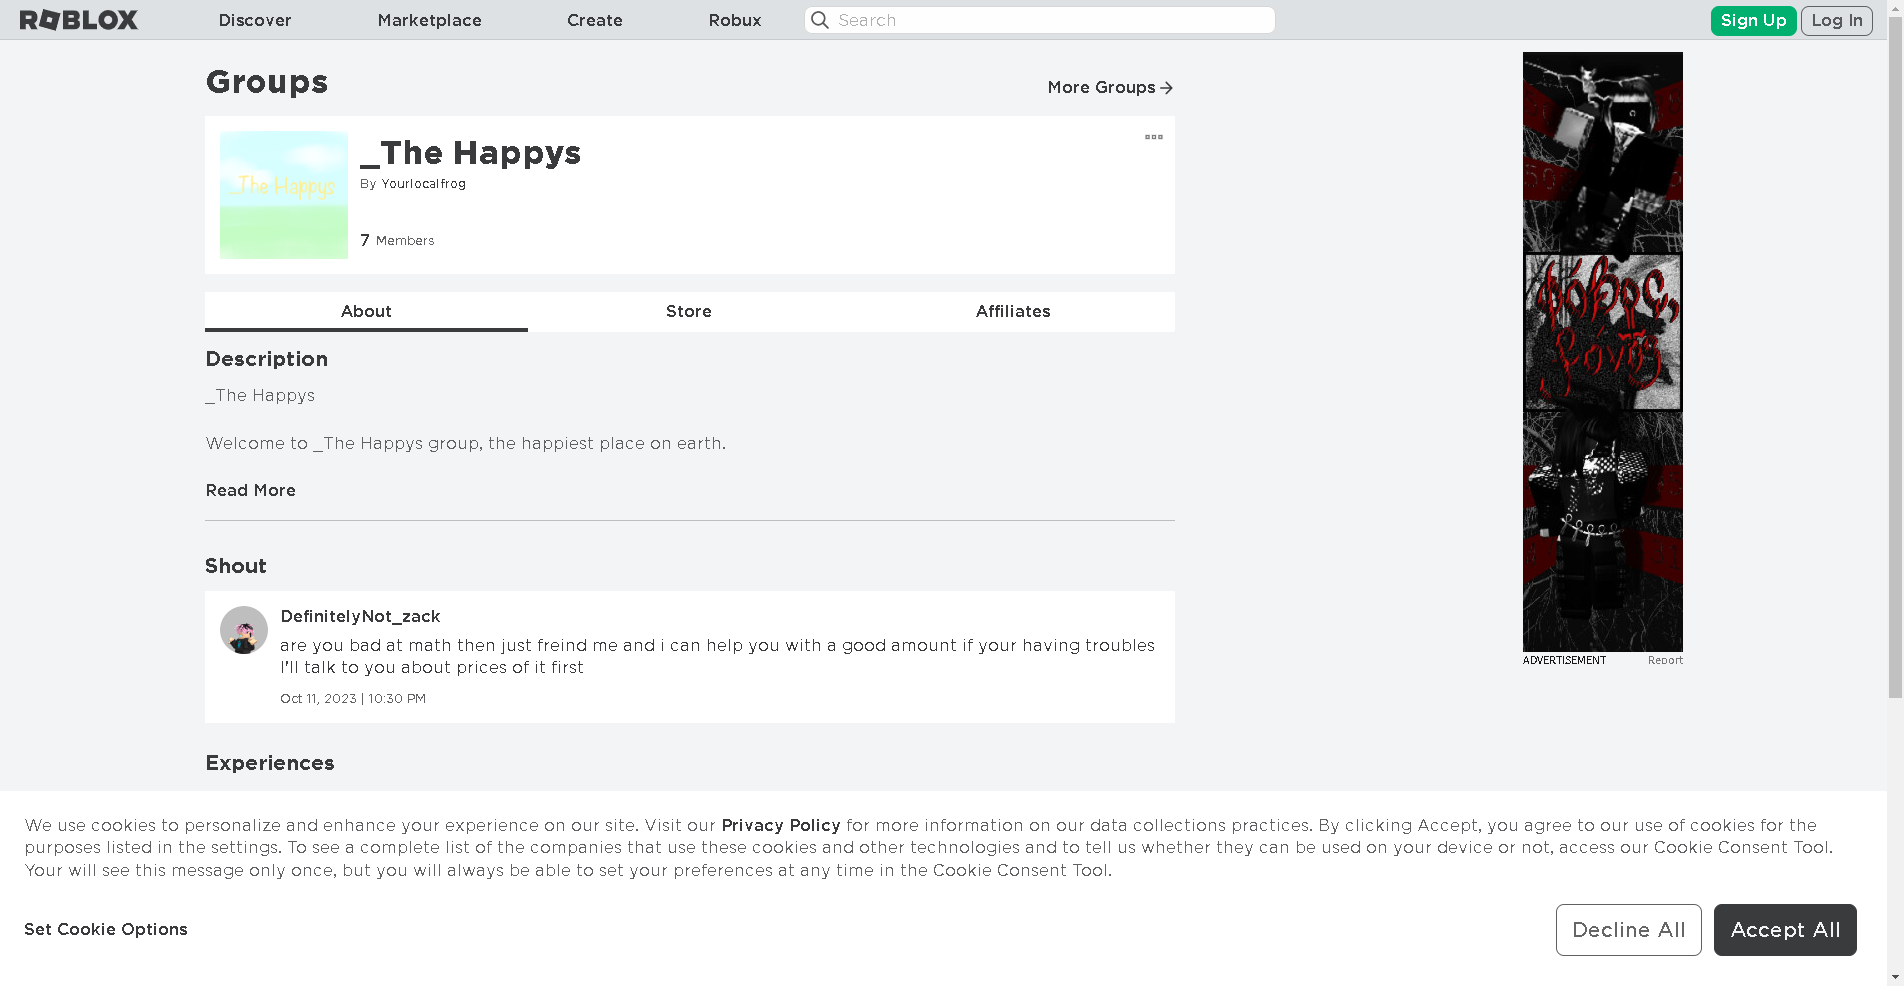 ROBLOX
Discover
Marketplace
Create
Robux
Search
Sign Up
Log In
Groups
More Groups
_The Happys
_The Happys
By Yourlocalfrog
7 Members
About
Store
Affiliates
Description
_The Happys
Welcome to _The Happys group, the happiest place on earth.
Read More
Shout
DefinitelyNot_zack
are you bad at math then just freind me and i can help you with a good amount if your having troubles
I'll talk to you about prices of it first
Oct 11, 2023 | 10:30 PM
ADVERTISEMENT
Report
Experiences
We use cookies to personalize and enhance your experience on our site. Visit our Privacy Policy for more information on our data collections practices. By clicking Accept, you agree to our use of cookies for the
purposes listed in the settings. To see a complete list of the companies that use these cookies and other technologies and to tell us whether they can be used on your device or not, access our Cookie Consent Tool.
Your will see this message only once, but you will always be able to set your preferences at any time in the Cookie Consent Tool.
Set Cookie Options
Decline All
Accept All